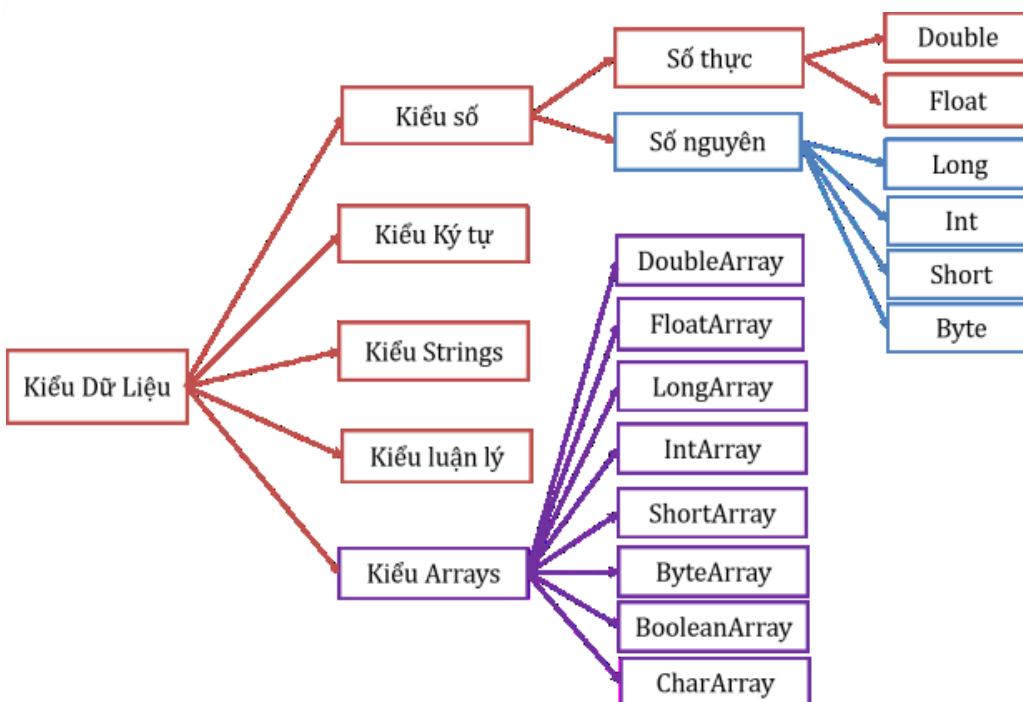 Kiểu Dữ Liệu
Kiểu số
Số thực
Double
Float
Số nguyên
Long
Int
Short
Byte
Kiểu Ký tự
Kiểu Strings
Kiểu luận lý
Kiểu Arrays
DoubleArray
FloatArray
LongArray
IntArray
ShortArray
ByteArray
BooleanArray
CharArray